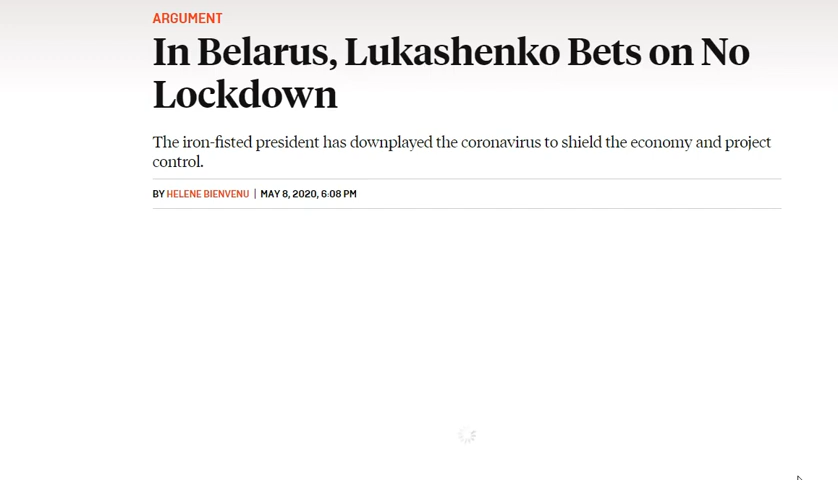 ARGUMENT
In Belarus, Lukashenko Bets on No
Lockdown
The iron-fisted president has downplayed the coronavirus to shield the economy and project
control.
BY HELENE BIENVENU | MAY 8, 2020, 6:08 PM